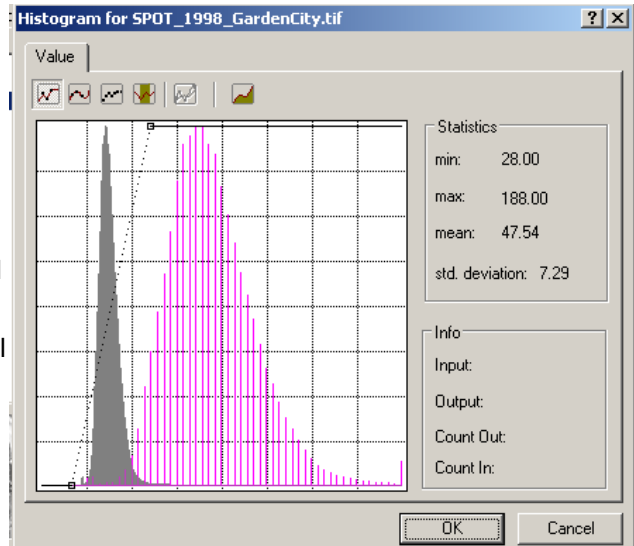 Histogram for SPOT_1998_GardenCity.tif
Value
Statistics
min: 28.00
max: 188.00
mean: 47.54
std. deviation: 7.29
Info
Input:
Output:
Count Out:
Count In:
OK Cancel